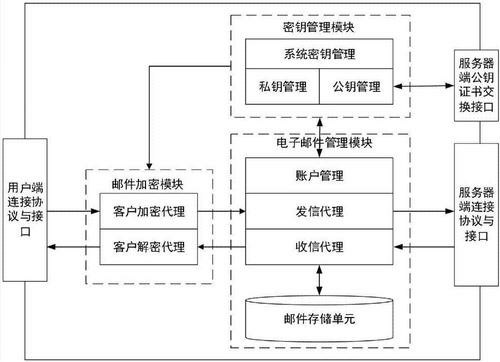 密钥管理模块
系统密钥管理
私钥管理
公钥管理
服务器
端公钥
证书交
换接口
电子邮件管理模块
账户管理
发信代理
收信代理
邮件存储单元
邮件加密模块
客户加密代理
客户解密代理
用户端
连接协
议与接
口
服务器
端连接
协议与
接口